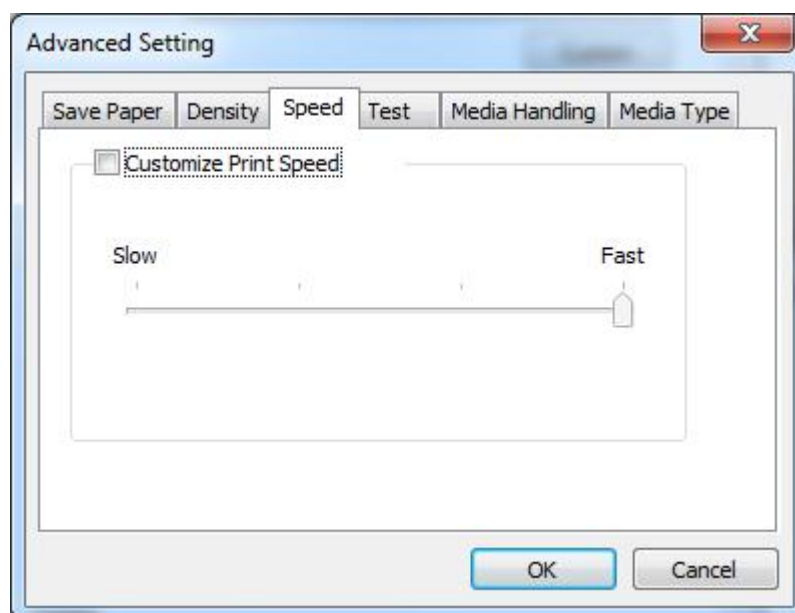 Advanced Setting
Save Paper Density Speed Test Media Handling Media Type
Customize Print Speed
Slow Fast
OK Cancel